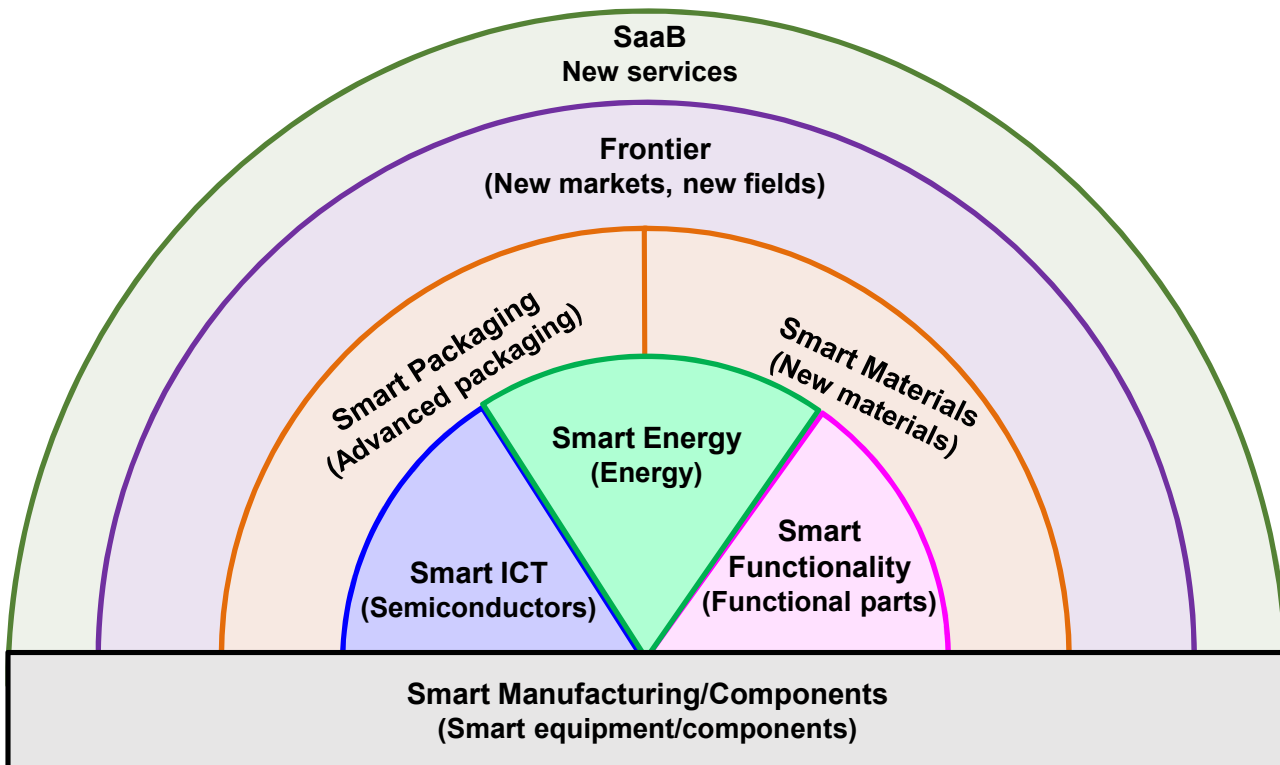 SaaB
New services
Frontier
(New markets, new fields)
Smart Packaging
(Advanced packaging)
Smart Materials
(New materials)
Smart Energy
(Energy)
Smart ICT
(Semiconductors)
Smart
Functionality
(Functional parts)
Smart Manufacturing/Components
(Smart equipment/components)